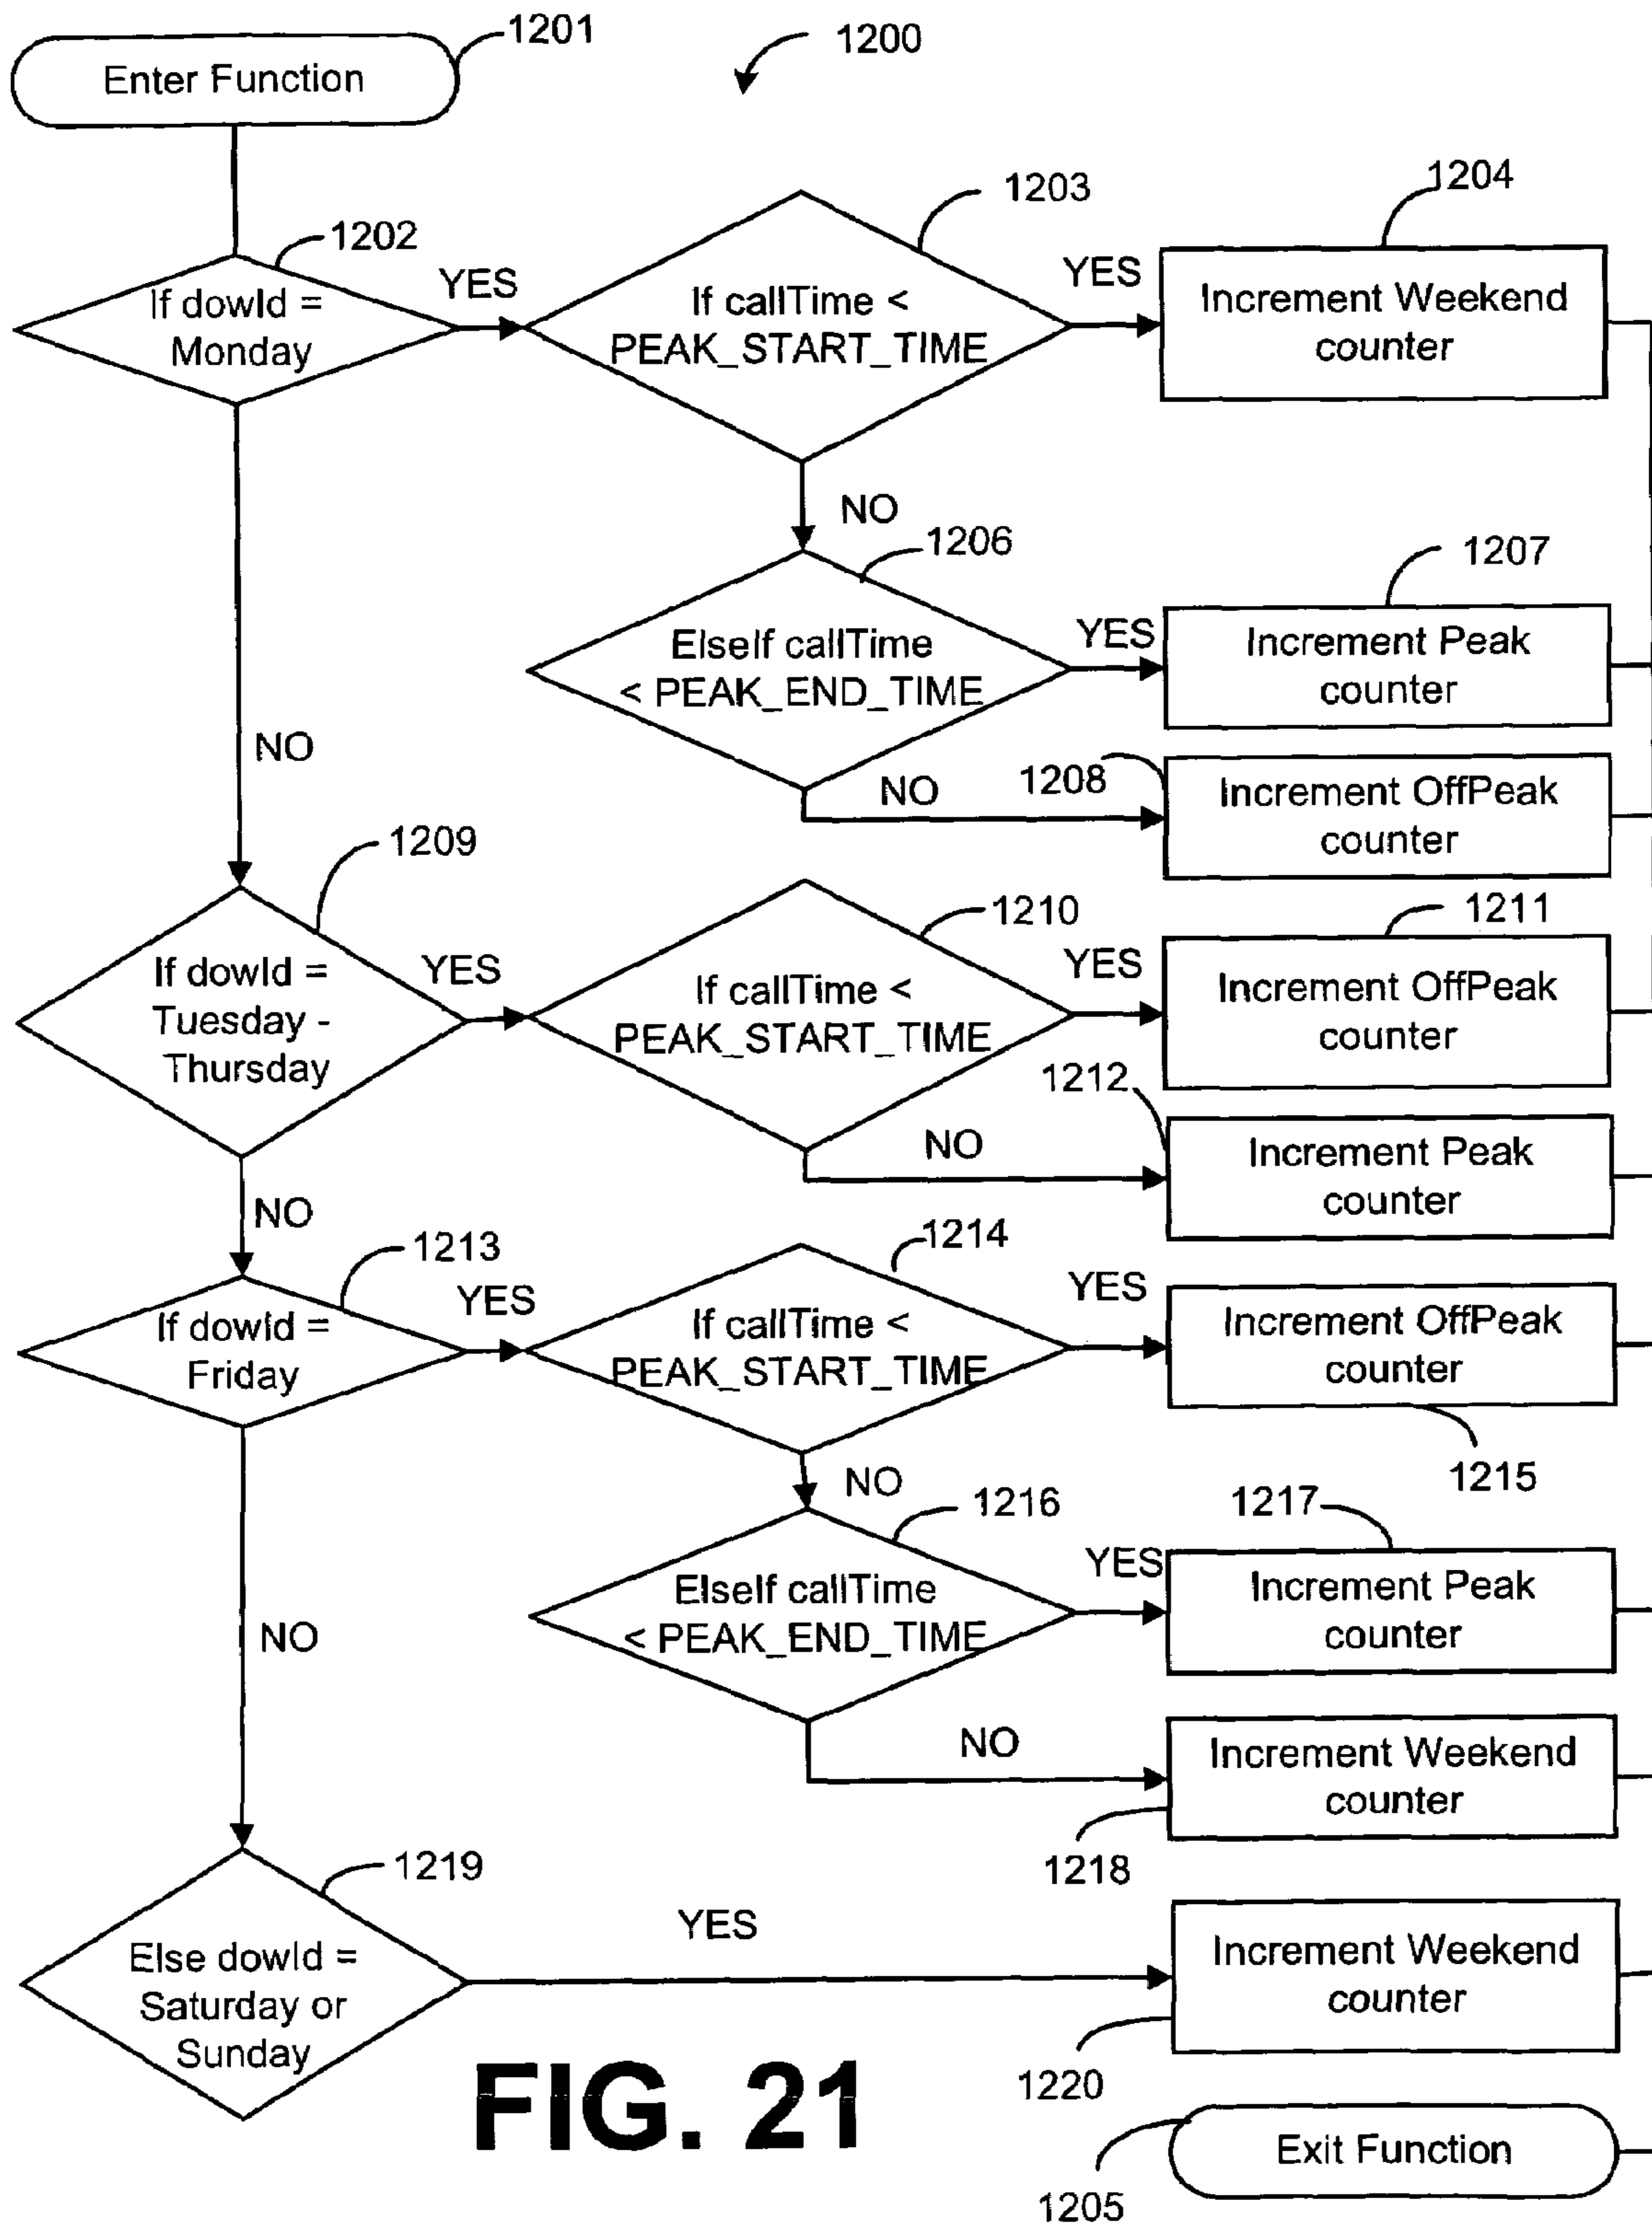 1201
1200
Enter Function
1203
1204
1202
YES
YES
If dowId =
Monday
If callTime <
PEAK_START_TIME
Increment Weekend
counter
NO
1206
1207
ElseIf callTime
< PEAK_END_TIME
YES
Increment Peak
counter
NO
NO
1208
Increment OffPeak
counter
1209
1210
1211
If dowId =
Tuesday -
Thursday
YES
If callTime <
PEAK_START_TIME
YES
Increment OffPeak
counter
1212
NO
Increment Peak
counter
NO
1213
1214
If dowId =
Friday
YES
If callTime <
PEAK_START_TIME
YES
Increment OffPeak
counter
1215
NO
1216
1217
ElseIf callTime
< PEAK_END_TIME
YES
Increment Peak
counter
NO
NO
Increment Weekend
counter
1218
1219
Else dowId =
Saturday or
Sunday
YES
Increment Weekend
counter
1220
FIG. 21
Exit Function
1205